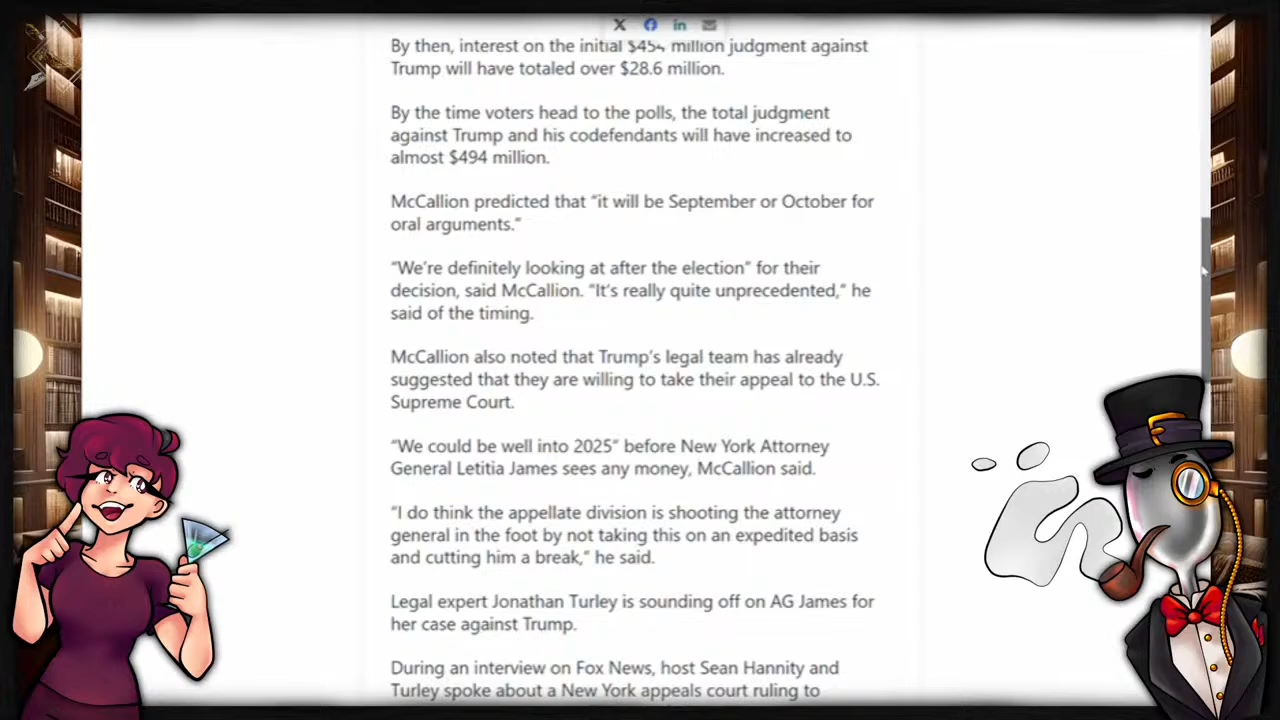 By then, interest on the initial $454 million judgment against
Trump will have totaled over $28.6 million.
By the time voters head to the polls, the total judgment
against Trump and his codefendants will have increased to
almost $494 million.
McCallion predicted that “it will be September or October for
oral arguments.”
“We’re definitely looking at after the election” for their
decision, said McCallion. “It’s really quite unprecedented,” he
said of the timing.
McCallion also noted that Trump’s legal team has already
suggested that they are willing to take their appeal to the U.S.
Supreme Court.
“We could be well into 2025” before New York Attorney
General Letitia James sees any money, McCallion said.
“I do think the appellate division is shooting the attorney
general in the foot by not taking this on an expedited basis
and cutting him a break,” he said.
Legal expert Jonathan Turley is sounding off on AG James for
her case against Trump.
During an interview on Fox News, host Sean Hannity and
Turley spoke about a New York appeals court ruling to